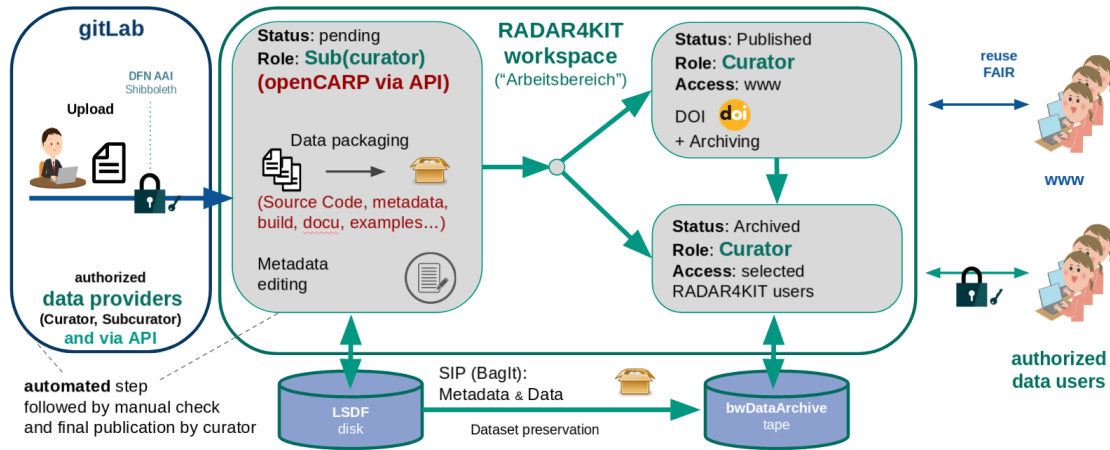 gitLab
DFN AAI
Shibboleth
Upload
authorized
data providers
(Curator, Subcurator)
and via API
Status: pending
Role: Sub(curator)
(openCARP via API)
Data packaging
(Source Code, metadata,
build, docu, examples…)
Metadata
editing
RADAR4KIT
workspace
(“Arbeitsbereich”)
Status: Published
Role: Curator
Access: www
DOI doi
+ Archiving
Status: Archived
Role: Curator
Access: selected
RADAR4KIT users
reuse
FAIR
www
authorized
data users
automated step
followed by manual check
and final publication by curator
LSDF
disk
SIP (BagIt):
Metadata & Data
Dataset preservation
bwDataArchive
tape